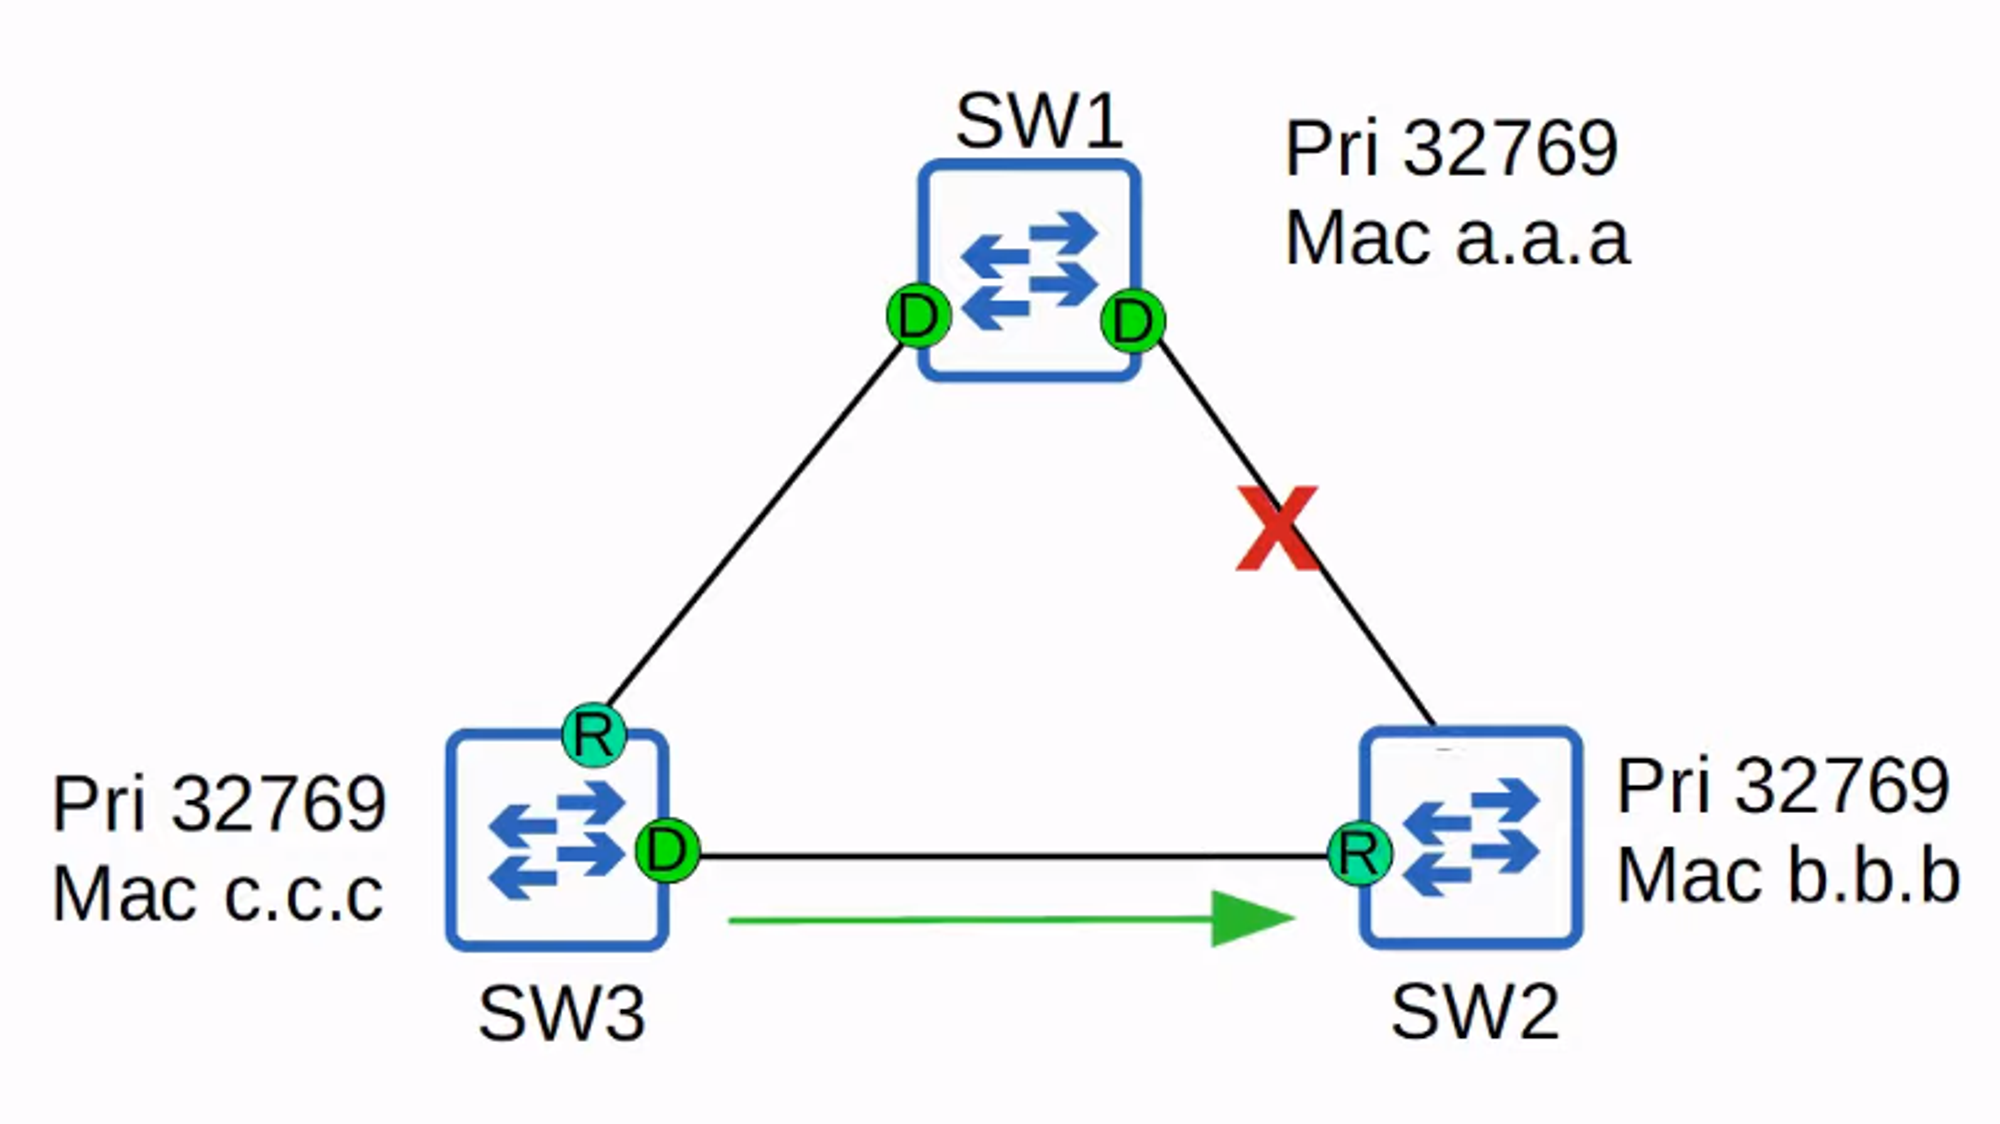 SW1
Pri 32769
Mac a.a.a
D
D
X
R
Pri 32769
Mac c.c.c
D
R
Pri 32769
Mac b.b.b
SW3
SW2